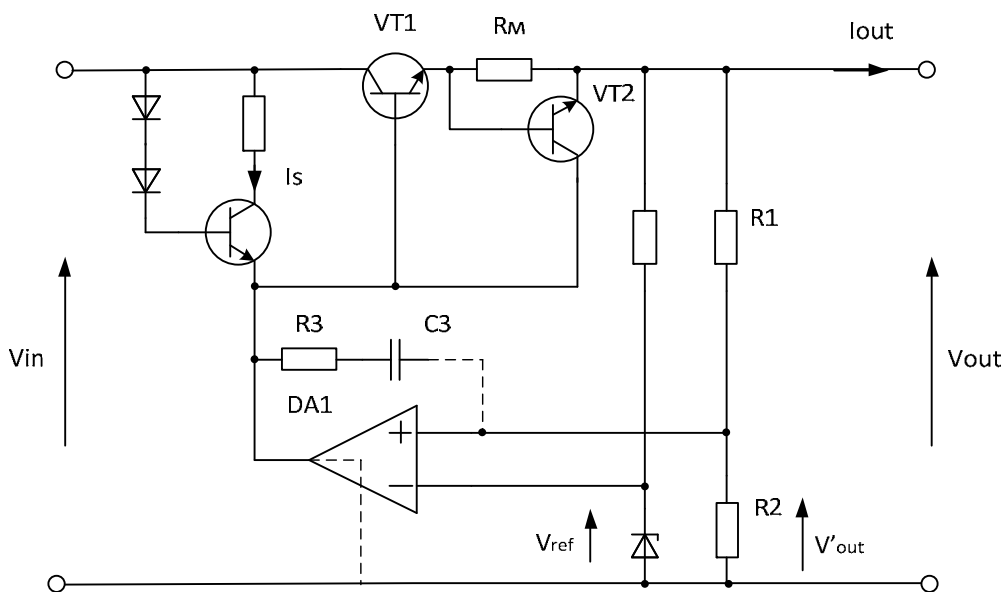 VT1
Rм
Iout
VT2
Is
R1
R3
C3
Vin
Vout
DA1
+
−
R2
Vref
V’out